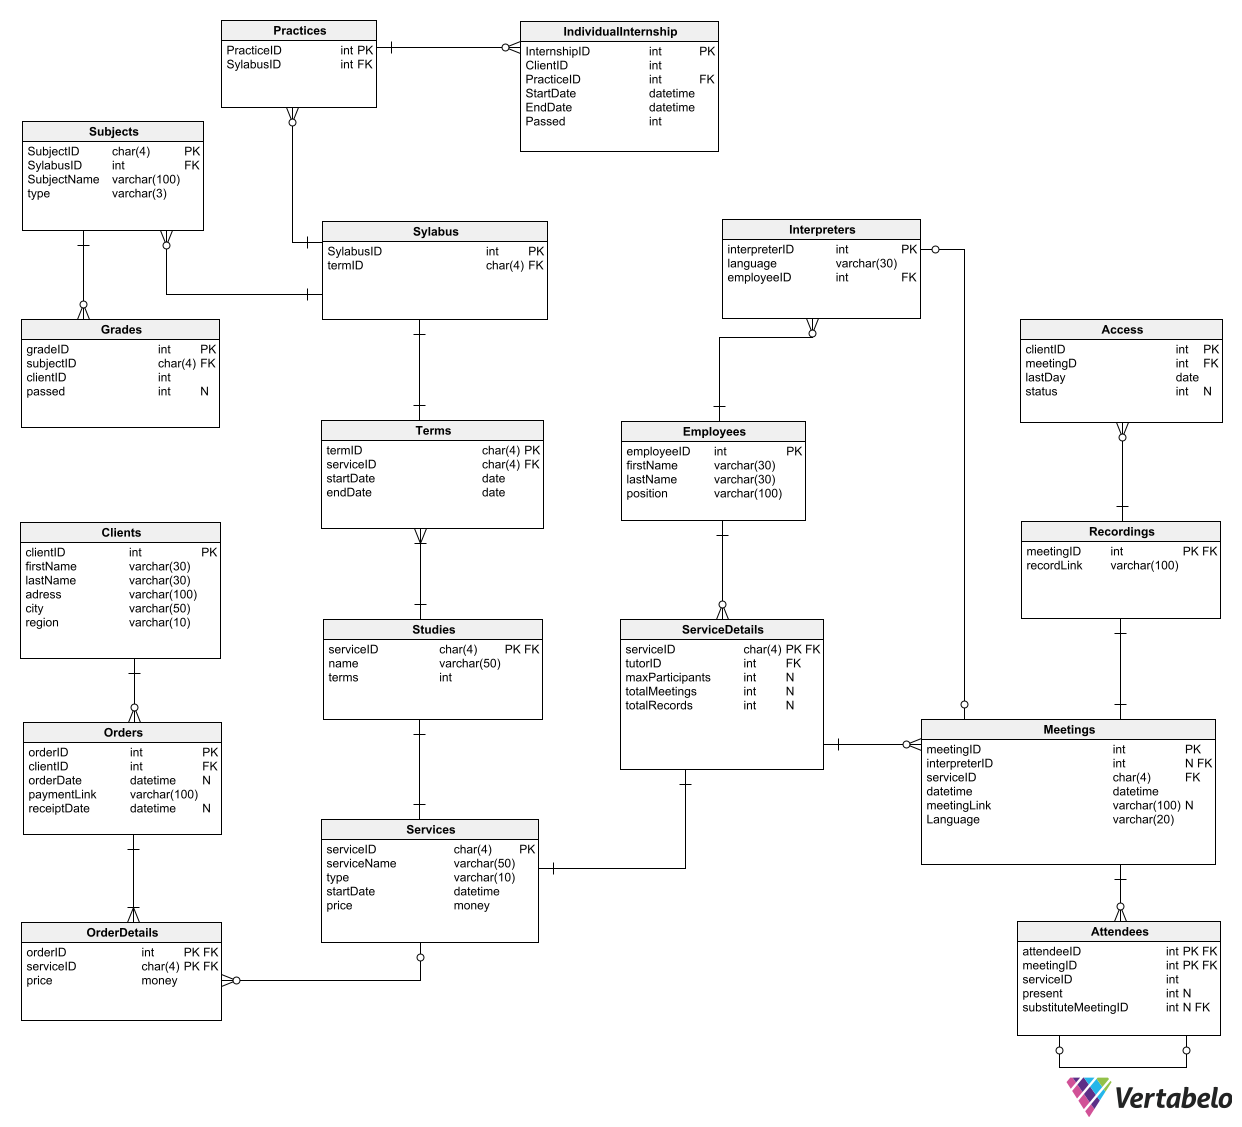 Practices
PracticeID int PK
SylabusID int FK
IndividualInternship
InternshipID int PK
ClientID int
PracticeID int FK
StartDate datetime
EndDate datetime
Passed int
Subjects
SubjectID char(4) PK
SylabusID int FK
SubjectName varchar(100)
type varchar(3)
Sylabus
SylabusID int PK
termID char(4) FK
Interpreters
interpreterID int PK
language varchar(30)
employeeID int FK
Grades
gradeID int PK
subjectID char(4) FK
clientID int
passed int N
Access
clientID int PK
meetingD int FK
lastDay date
status int N
Terms
termID char(4) PK
serviceID char(4) FK
startDate date
endDate date
Employees
employeeID int PK
firstName varchar(30)
lastName varchar(30)
position varchar(100)
Clients
clientID int PK
firstName varchar(30)
lastName varchar(30)
adress varchar(100)
city varchar(50)
region varchar(10)
Recordings
meetingID int PK FK
recordLink varchar(100)
Studies
serviceID char(4) PK FK
name varchar(50)
terms int
ServiceDetails
serviceID char(4) PK FK
tutorID int FK
maxParticipants int N
totalMeetings int N
totalRecords int N
Orders
orderID int PK
clientID int FK
orderDate datetime N
paymentLink varchar(100)
receiptDate datetime N
Meetings
meetingID int PK
interpreterID int N FK
serviceID char(4) FK
datetime datetime
meetingLink varchar(100) N
Language varchar(20)
Services
serviceID char(4) PK
serviceName varchar(50)
type varchar(10)
startDate datetime
price money
OrderDetails
orderID int PK FK
serviceID char(4) PK FK
price money
Attendees
attendeeID int PK FK
meetingID int PK FK
serviceID int
present int N
substituteMeetingID int N FK
Vertabelo